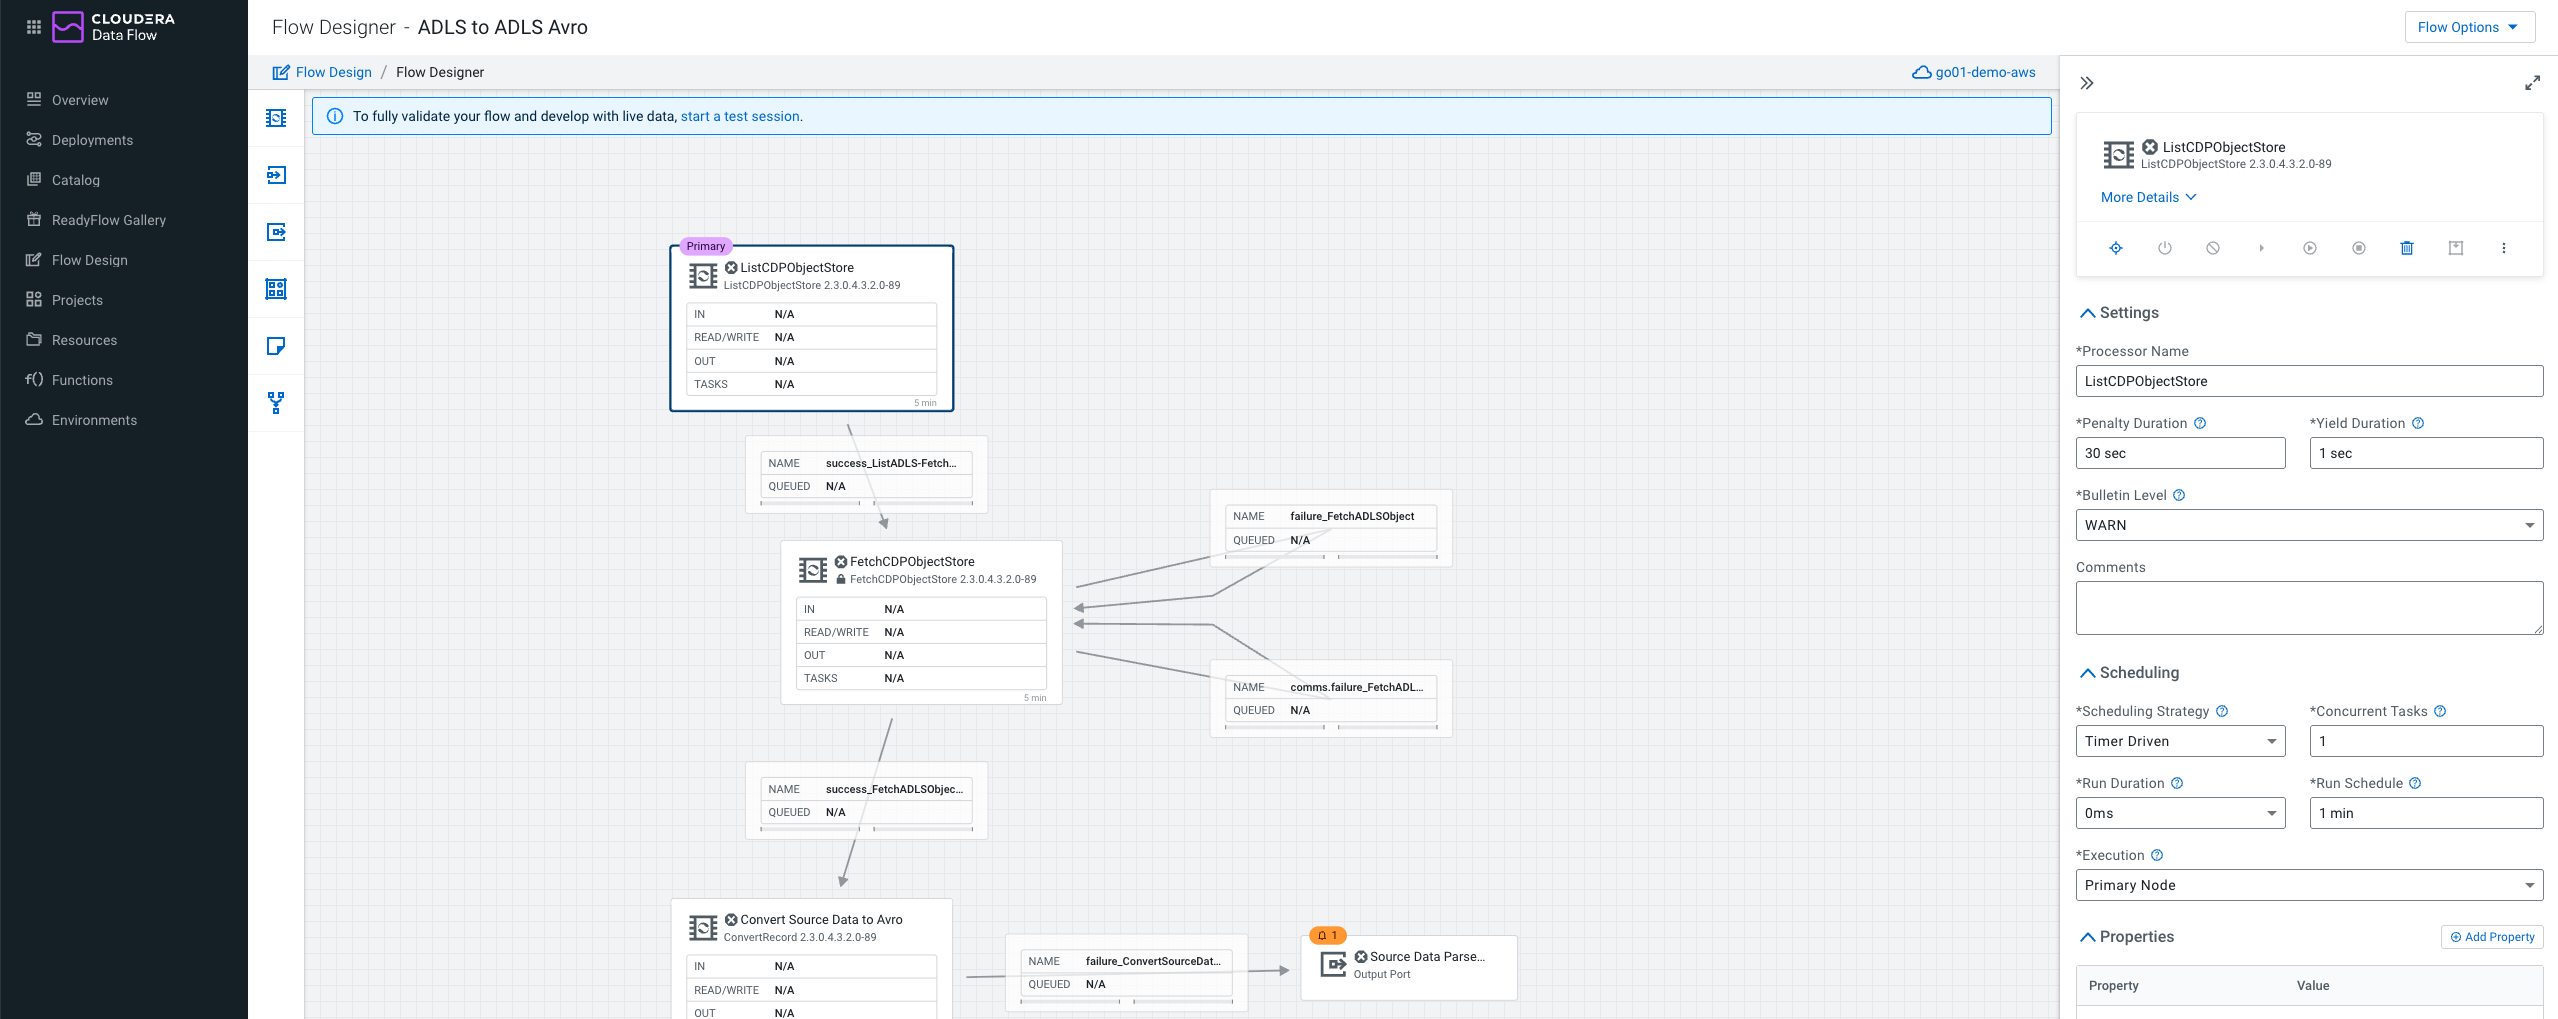 CLOUDERA
Data Flow
Overview
Deployments
Catalog
ReadyFlow Gallery
Flow Design
Projects
Resources
f() Functions
Environments
Flow Designer - ADLS to ADLS Avro
Flow Options
Flow Design / Flow Designer
go01-demo-aws
To fully validate your flow and develop with live data, start a test session.
Primary
ListCDPObjectStore
ListCDPObjectStore 2.3.0.4.3.2.0-89
IN N/A
READ/WRITE N/A
OUT N/A
TASKS N/A
5 min
NAME success_ListADLS-Fetch...
QUEUED N/A
FetchCDPObjectStore
FetchCDPObjectStore 2.3.0.4.3.2.0-89
IN N/A
READ/WRITE N/A
OUT N/A
TASKS N/A
5 min
NAME failure_FetchADLSObject
QUEUED N/A
NAME comms.failure_FetchADL...
QUEUED N/A
NAME success_FetchADLSObjec...
QUEUED N/A
Convert Source Data to Avro
ConvertRecord 2.3.0.4.3.2.0-89
IN N/A
READ/WRITE N/A
OUT N/A
NAME failure_ConvertSourceDat...
QUEUED N/A
1
Source Data Parse...
Output Port
ListCDPObjectStore
ListCDPObjectStore 2.3.0.4.3.2.0-89
More Details
Settings
*Processor Name
ListCDPObjectStore
*Penalty Duration *Yield Duration
30 sec 1 sec
*Bulletin Level
WARN
Comments
Scheduling
*Scheduling Strategy *Concurrent Tasks
Timer Driven 1
*Run Duration *Run Schedule
0ms 1 min
*Execution
Primary Node
Properties
Add Property
Property Value